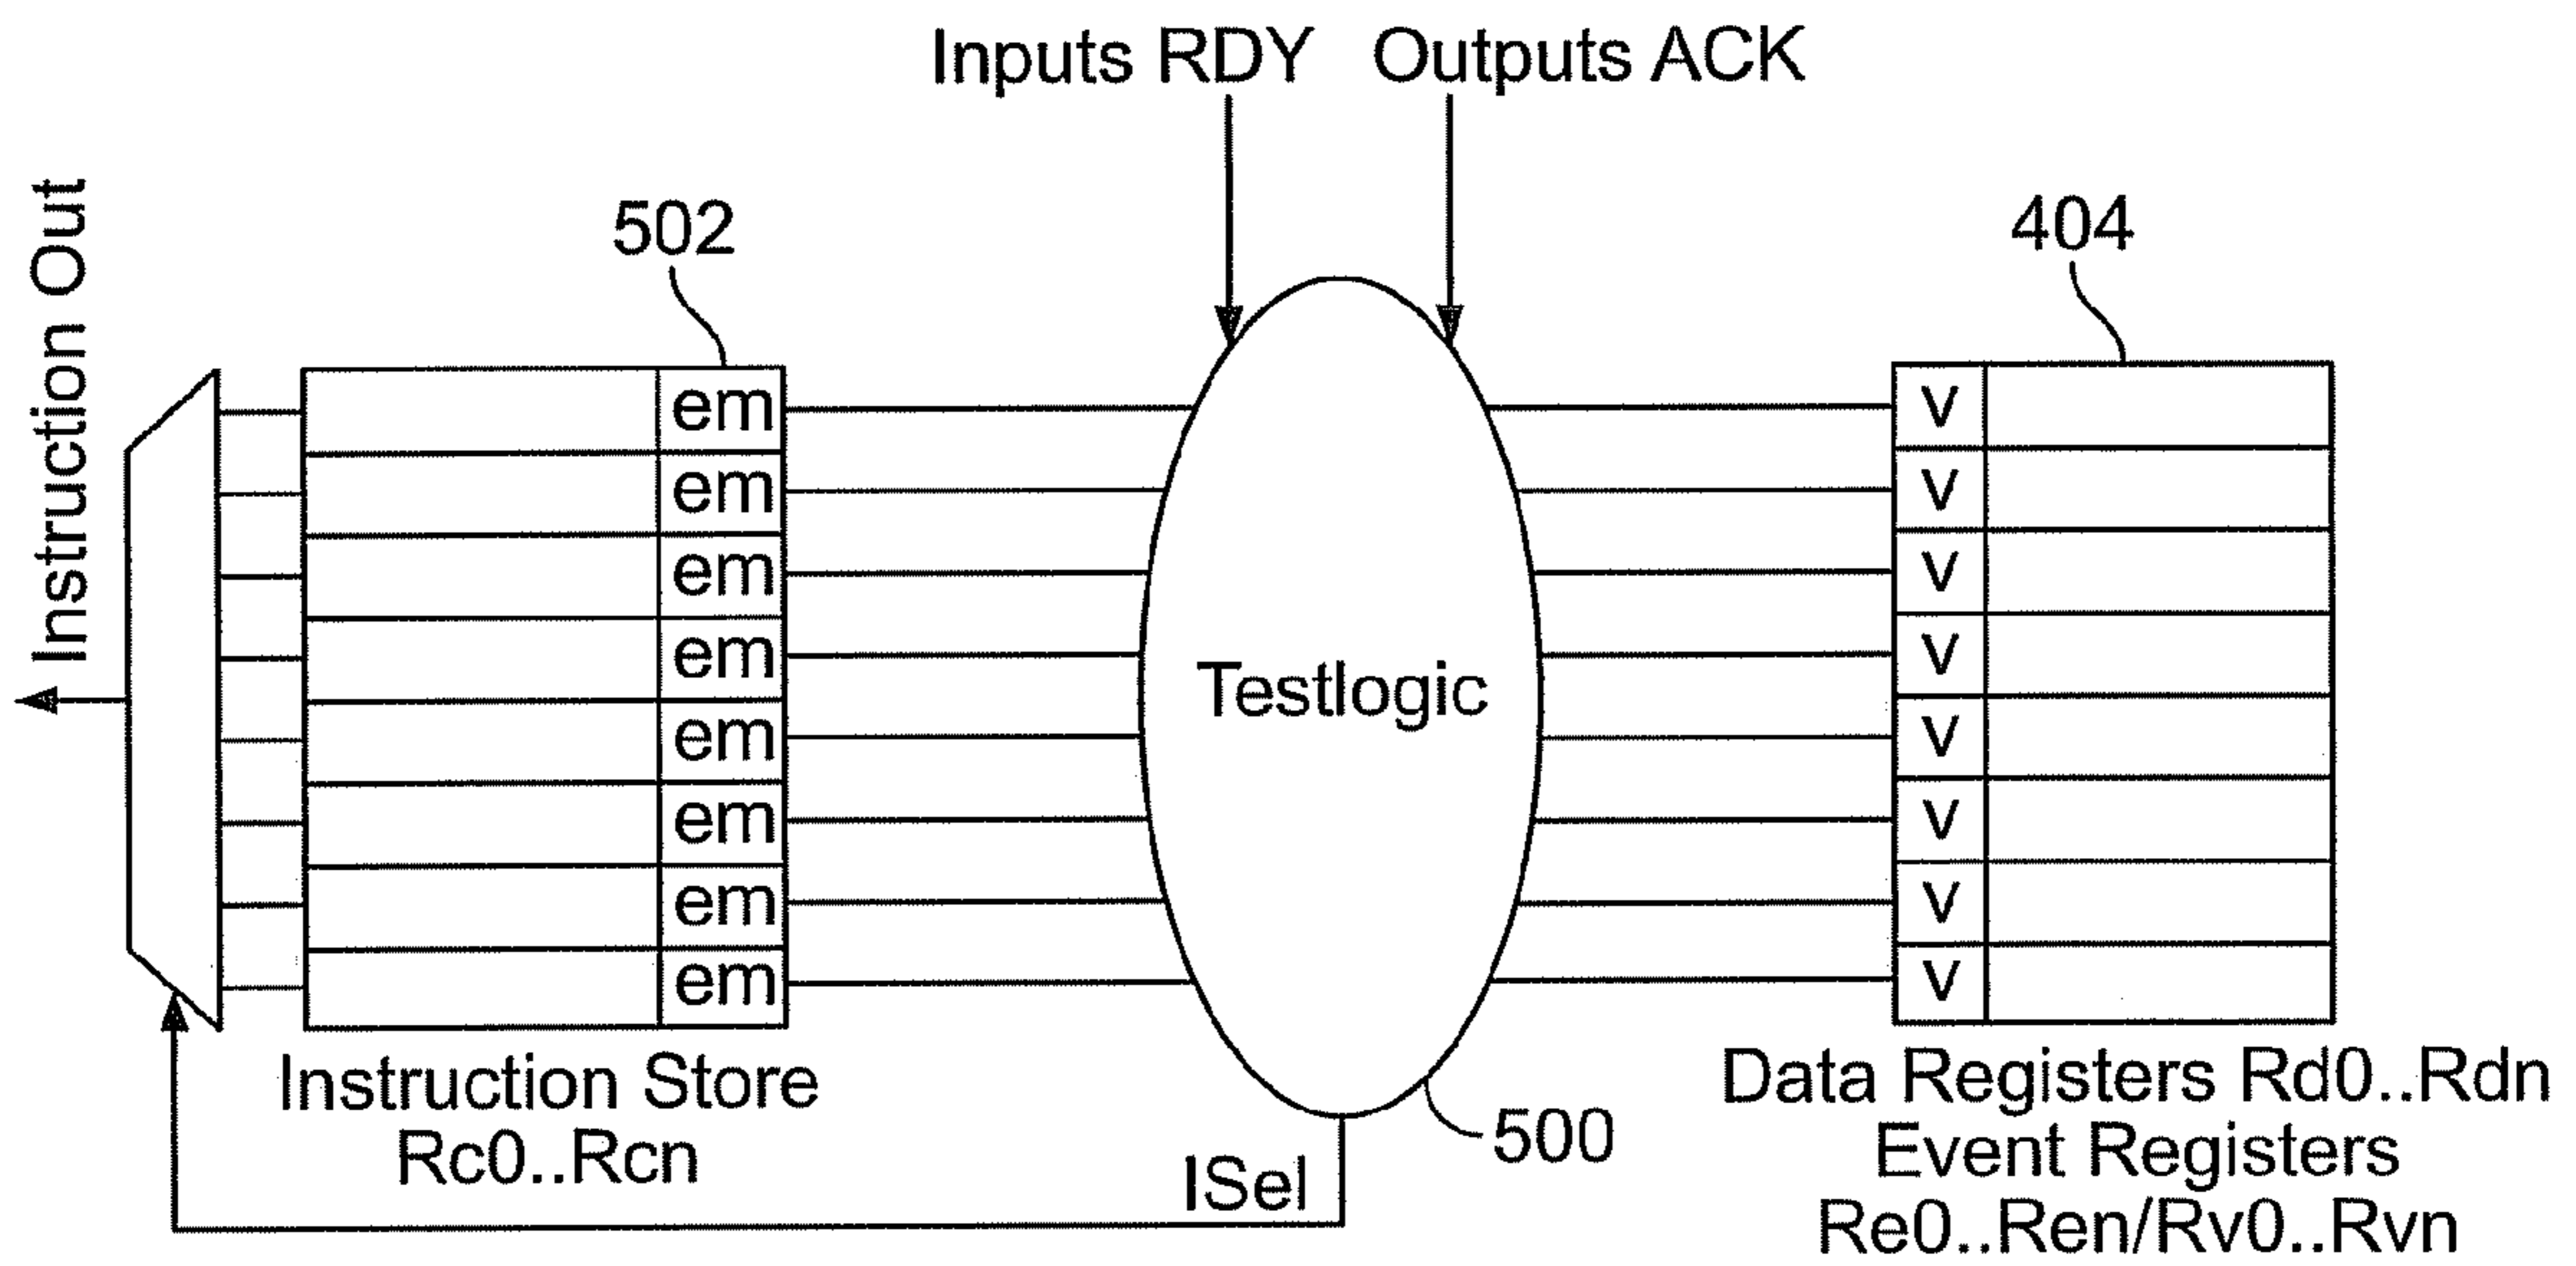 Inputs RDY Outputs ACK
Instruction Out
502
404
em
em
em
em
em
em
em
em
Testlogic
v
v
v
v
v
v
v
v
Instruction Store
Rc0..Rcn
ISel
500
Data Registers Rd0..Rdn
Event Registers
Re0..Ren/Rv0..Rvn